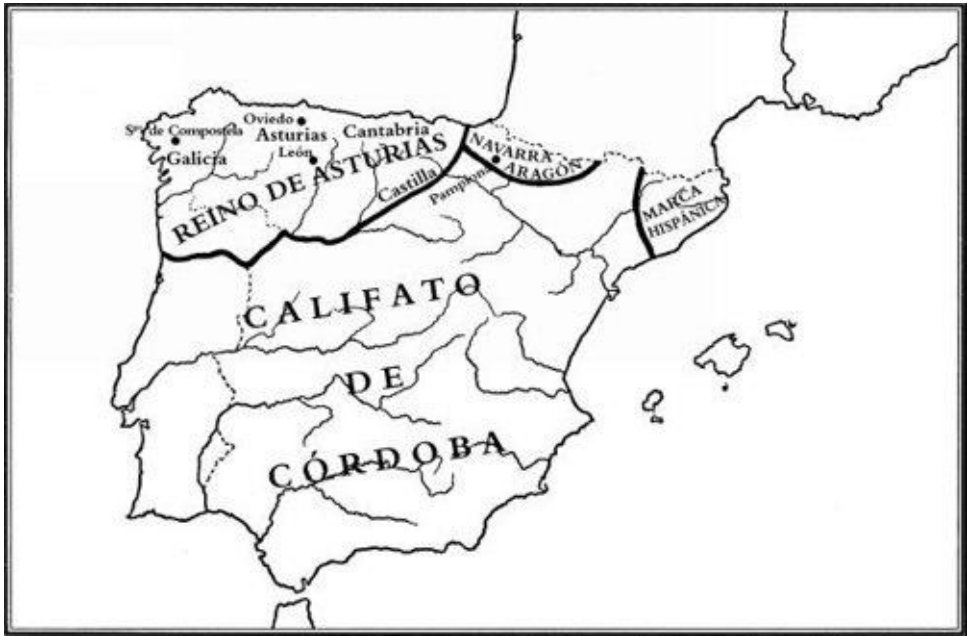 Oviedo
Sgo de Compostela
Asturias
Cantabria
Galicia
León
REINO DE ASTURIAS
Castilla
Pamplona
NAVARRA
ARAGÓN
MARCA
HISPÁNICA
CALIFATO
DE
CÓRDOBA